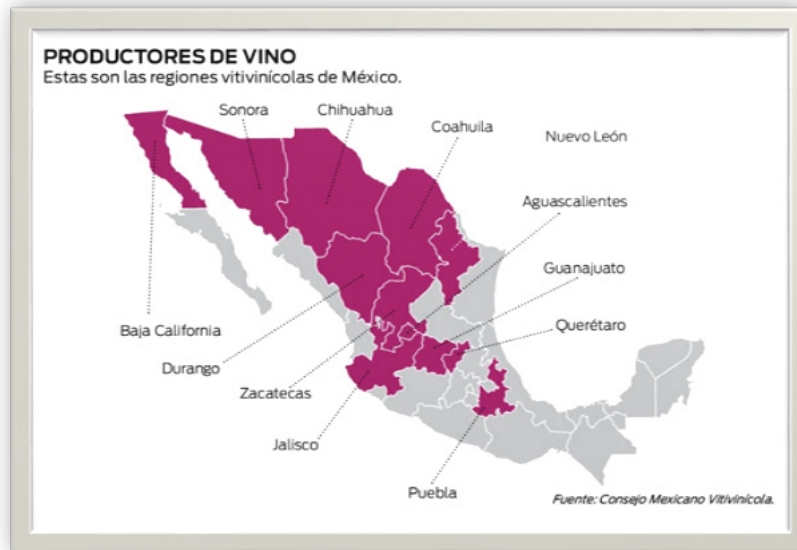 PRODUCTORES DE VINO
Estas son las regiones vitivinícolas de México.
Sonora
Chihuahua
Coahuila
Nuevo León
Aguascalientes
Guanajuato
Querétaro
Baja California
Durango
Zacatecas
Jalisco
Puebla
Fuente: Consejo Mexicano Vitivinícola.